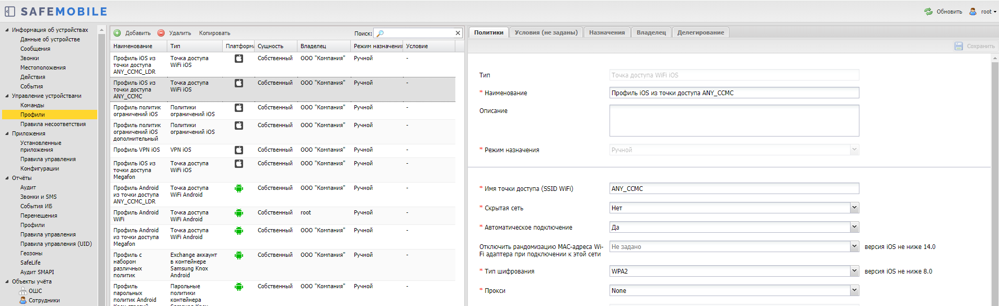 SAFEMOBILE
Обновить
root
Информация об устройствах
Данные об устройстве
Сообщения
Звонки
Местоположения
Действия
События
Управление устройствами
Команды
Профили
Правила несоответствия
Приложения
Установленные
приложения
Правила управления
Конфигурации
Отчёты
Аудит
Звонки и SMS
События ИБ
Перемещения
Профили
Правила управления
Правила управления (UID)
Геозоны
SafeLife
Аудит SMAPI
Объекты учёта
ОШС
Сотрудники
Добавить Удалить Копировать Поиск:
Наименование Тип Платформа Сущность Владелец Режим назначения Условие
Профиль iOS из Точка доступа Собственный ООО "Компания" Ручной -
точки доступа WiFi iOS
ANY_CCMC_LDR
Профиль iOS из Точка доступа Собственный ООО "Компания" Ручной -
точки доступа WiFi iOS
ANY_CCMC
Профиль политик Политики Собственный ООО "Компания" Ручной -
ограничений iOS ограничений iOS
Профиль политик Политики Собственный ООО "Компания" Ручной -
ограничений iOS ограничений iOS
дополнительный
Профиль VPN iOS VPN iOS Собственный ООО "Компания" Ручной -
Профиль iOS из Точка доступа Собственный ООО "Компания" Ручной -
точки доступа WiFi iOS
Megafon
Профиль Android Точка доступа Собственный ООО "Компания" Ручной -
из точки доступа WiFi Android
ANY_CCMC_LDR
Профиль Android Точка доступа Собственный root Ручной -
WiFi WiFi Android
Профиль Android Точка доступа Собственный ООО "Компания" Ручной -
из точки доступа WiFi Android
Megafon
Профиль с Exchange аккаунт Собственный ООО "Компания" Ручной -
набором в контейнере
различных Samsung Knox
политик Android
Профиль Парольные Собственный ООО "Компания" Ручной -
парольных политики
политик Android контейнера
Политики Условия (не заданы) Назначения Владелец Делегирование
Сохранить
Тип Точка доступа WiFi iOS
* Наименование Профиль iOS из точки доступа ANY_CCMC
Описание
* Режим назначения Ручной
* Имя точки доступа (SSID WiFi) ANY_CCMC
* Скрытая сеть Нет
* Автоматическое подключение Да
Отключить рандомизацию MAC-адреса Wi-
Fi адаптера при подключении к этой сети Не задано версия iOS не ниже 14.0
* Тип шифрования WPA2 версия iOS не ниже 8.0
* Прокси None